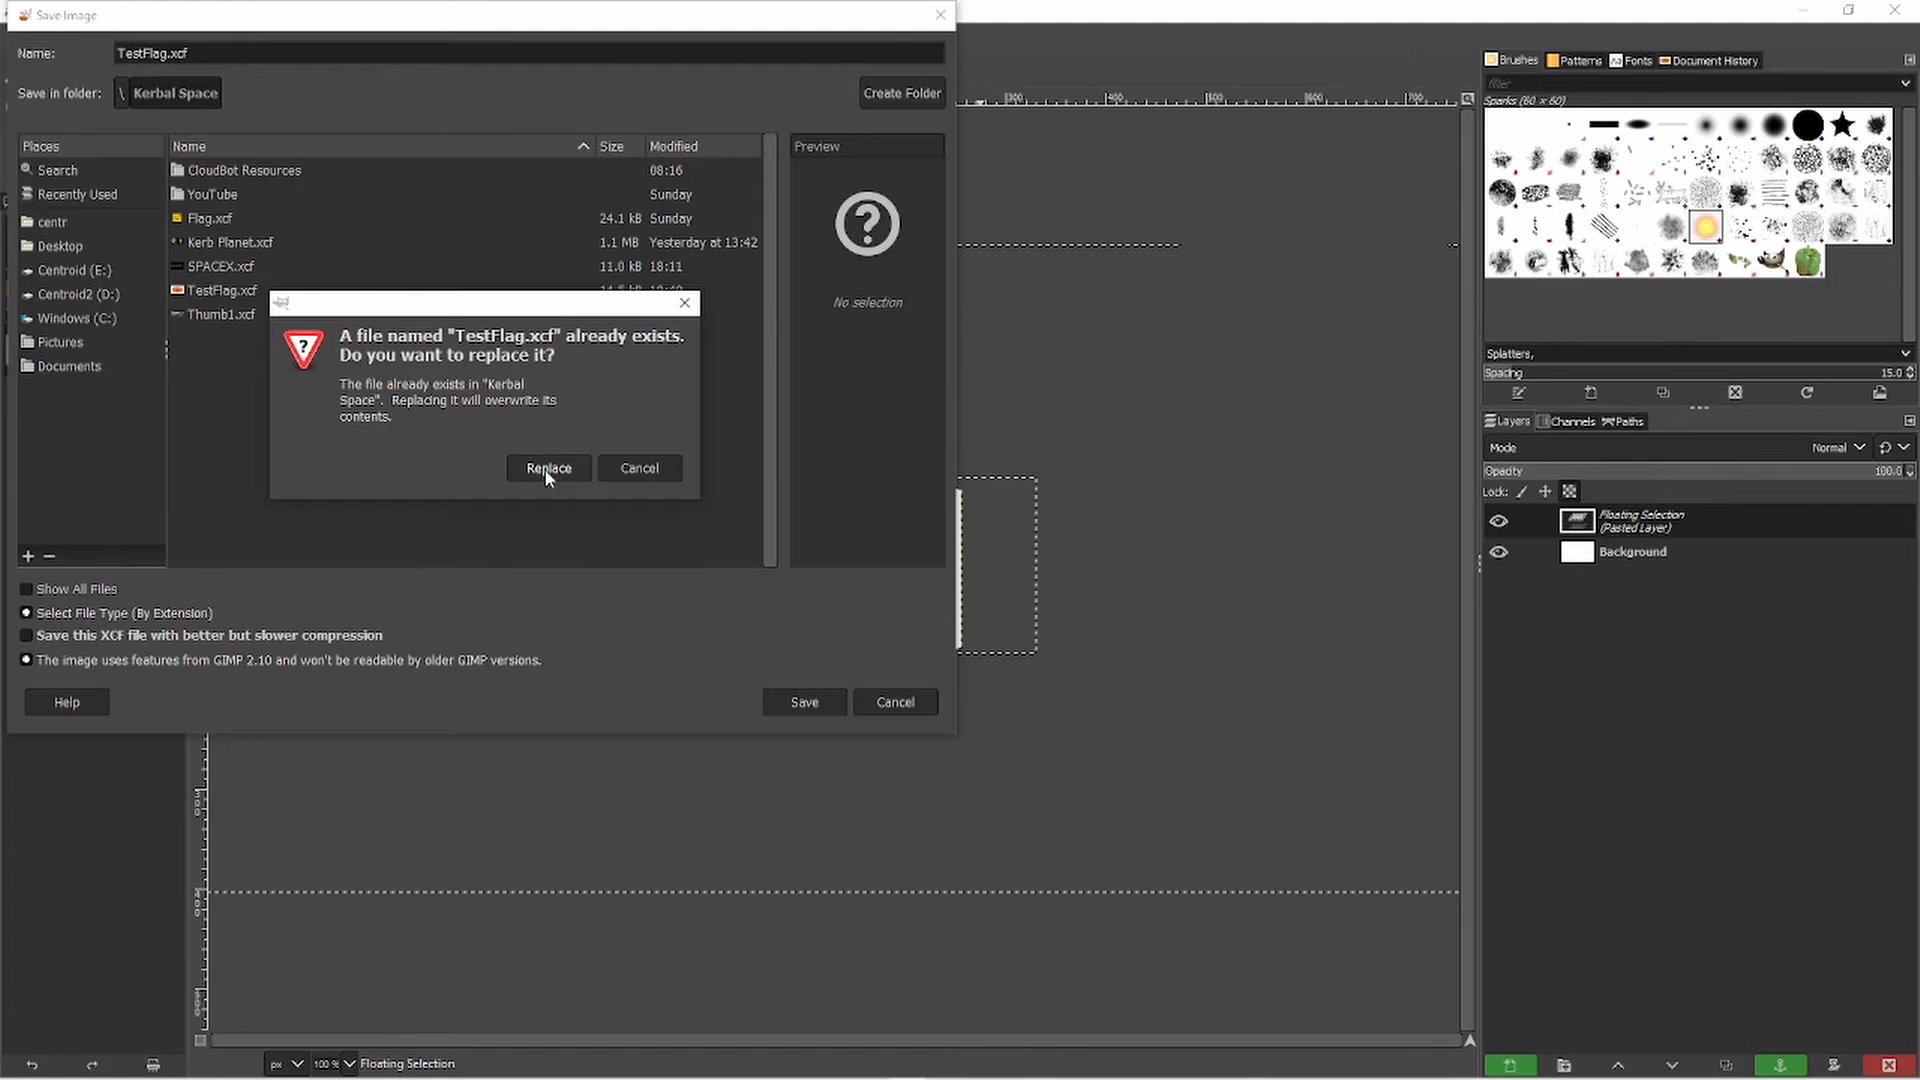 Save Image
Name: TestFlag.xcf
Save in folder: \ Kerbal Space Create Folder
Places Name Size Modified Preview
Search CloudBot Resources 08:16
Recently Used YouTube Sunday
centr Flag.xcf 24.1 kB Sunday
Desktop Kerb Planet.xcf 1.1 MB Yesterday at 13:42
Centroid (E:) SPACEX.xcf 11.0 kB 18:11
Centroid2 (D:) TestFlag.xcf
Windows (C:) Thumb1.xcf
Pictures
Documents
No selection
A file named "TestFlag.xcf" already exists.
Do you want to replace it?
The file already exists in "Kerbal
Space". Replacing it will overwrite its
contents.
Replace Cancel
Show All Files
Select File Type (By Extension)
Save this XCF file with better but slower compression
The image uses features from GIMP 2.10 and won't be readable by older GIMP versions.
Help Save Cancel
300 400 500 600 700
Brushes Patterns Fonts Document History
filter
Sparks (60 × 60)
Splatters,
Spacing 15.0
Layers Channels Paths
Mode Normal
Opacity 100.0
Lock:
Floating Selection
(Pasted Layer)
Background
px 100 % Floating Selection